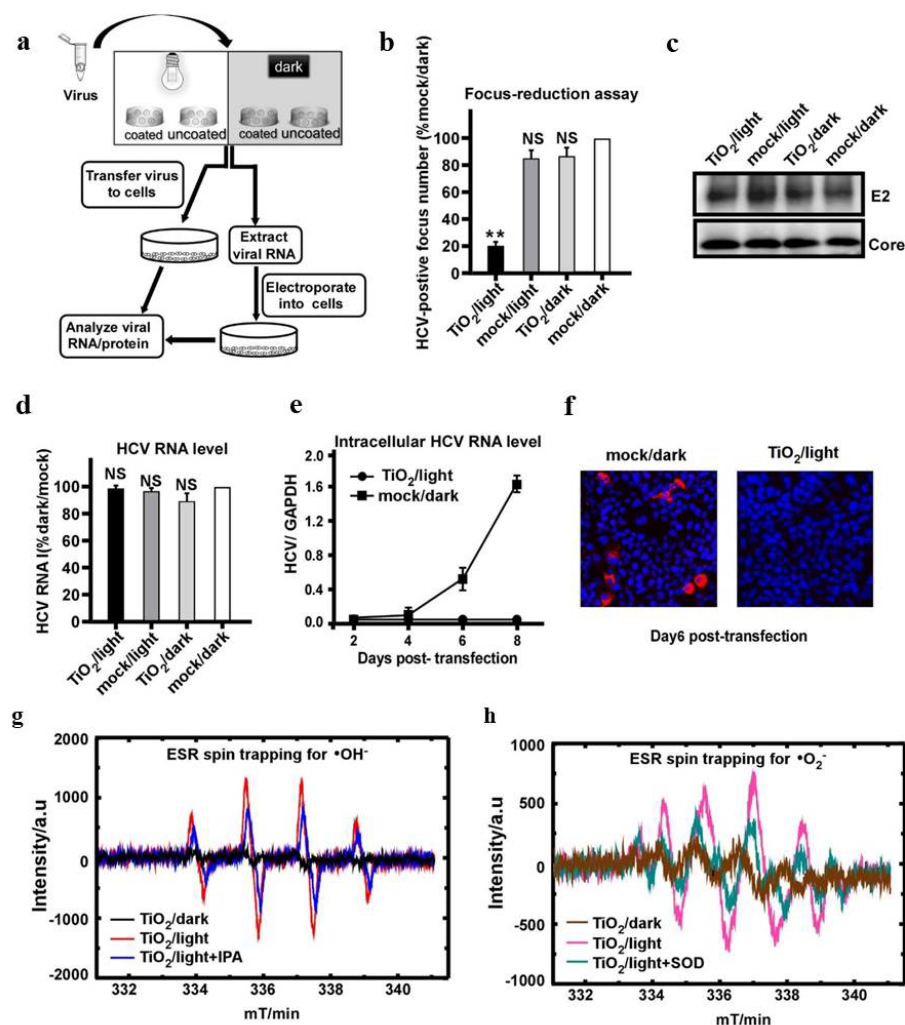 a
Virus
dark
coated
uncoated
coated
uncoated
Transfer virus
to cells
Extract
viral RNA
Electroporate
into cells
Analyze viral
RNA/protein
b
Focus-reduction assay
HCV-postive focus number (%mock/dark)
100
80
60
40
20
0
**
NS
NS
TiO2/light
mock/light
TiO2/dark
mock/dark
c
TiO2/light
mock/light
TiO2/dark
mock/dark
E2
Core
d
HCV RNA level
HCV RNA l(%dark/mock)
100
80
60
40
20
0
NS
NS
NS
TiO2/light
mock/light
TiO2/dark
mock/dark
e
Intracellular HCV RNA level
HCV/ GAPDH
2.0
1.6
1.2
0.8
0.4
0.0
TiO2/light
mock/dark
2 4 6 8
Days post- transfection
f
mock/dark
TiO2/light
Day6 post-transfection
g
ESR spin trapping for •OH-
Intensity/a.u
2000
1000
0
-1000
-2000
TiO2/dark
TiO2/light
TiO2/light+IPA
332 334 336 338 340
mT/min
h
ESR spin trapping for •O2-
Intensity/a.u
1000
500
0
-500
-1000
TiO2/dark
TiO2/light
TiO2/light+SOD
332 334 336 338 340
mT/min